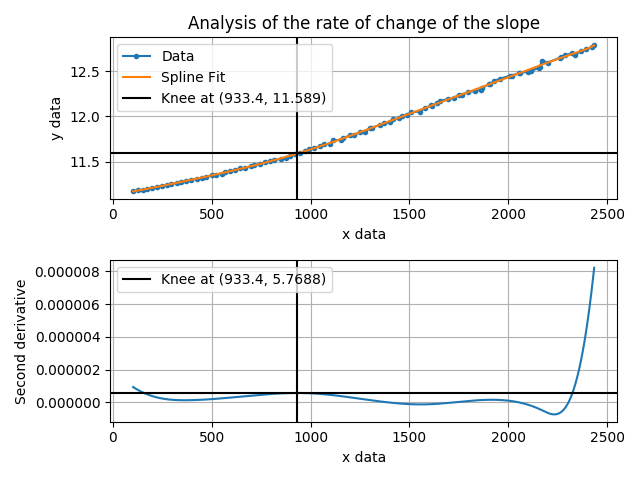 Analysis of the rate of change of the slope
12.5
12.0
11.5
y data
Data
Spline Fit
Knee at (933.4, 11.589)
0 500 1000 1500 2000 2500
x data
0.000008
0.000006
0.000004
0.000002
0.000000
Second derivative
Knee at (933.4, 5.7688)
0 500 1000 1500 2000 2500
x data